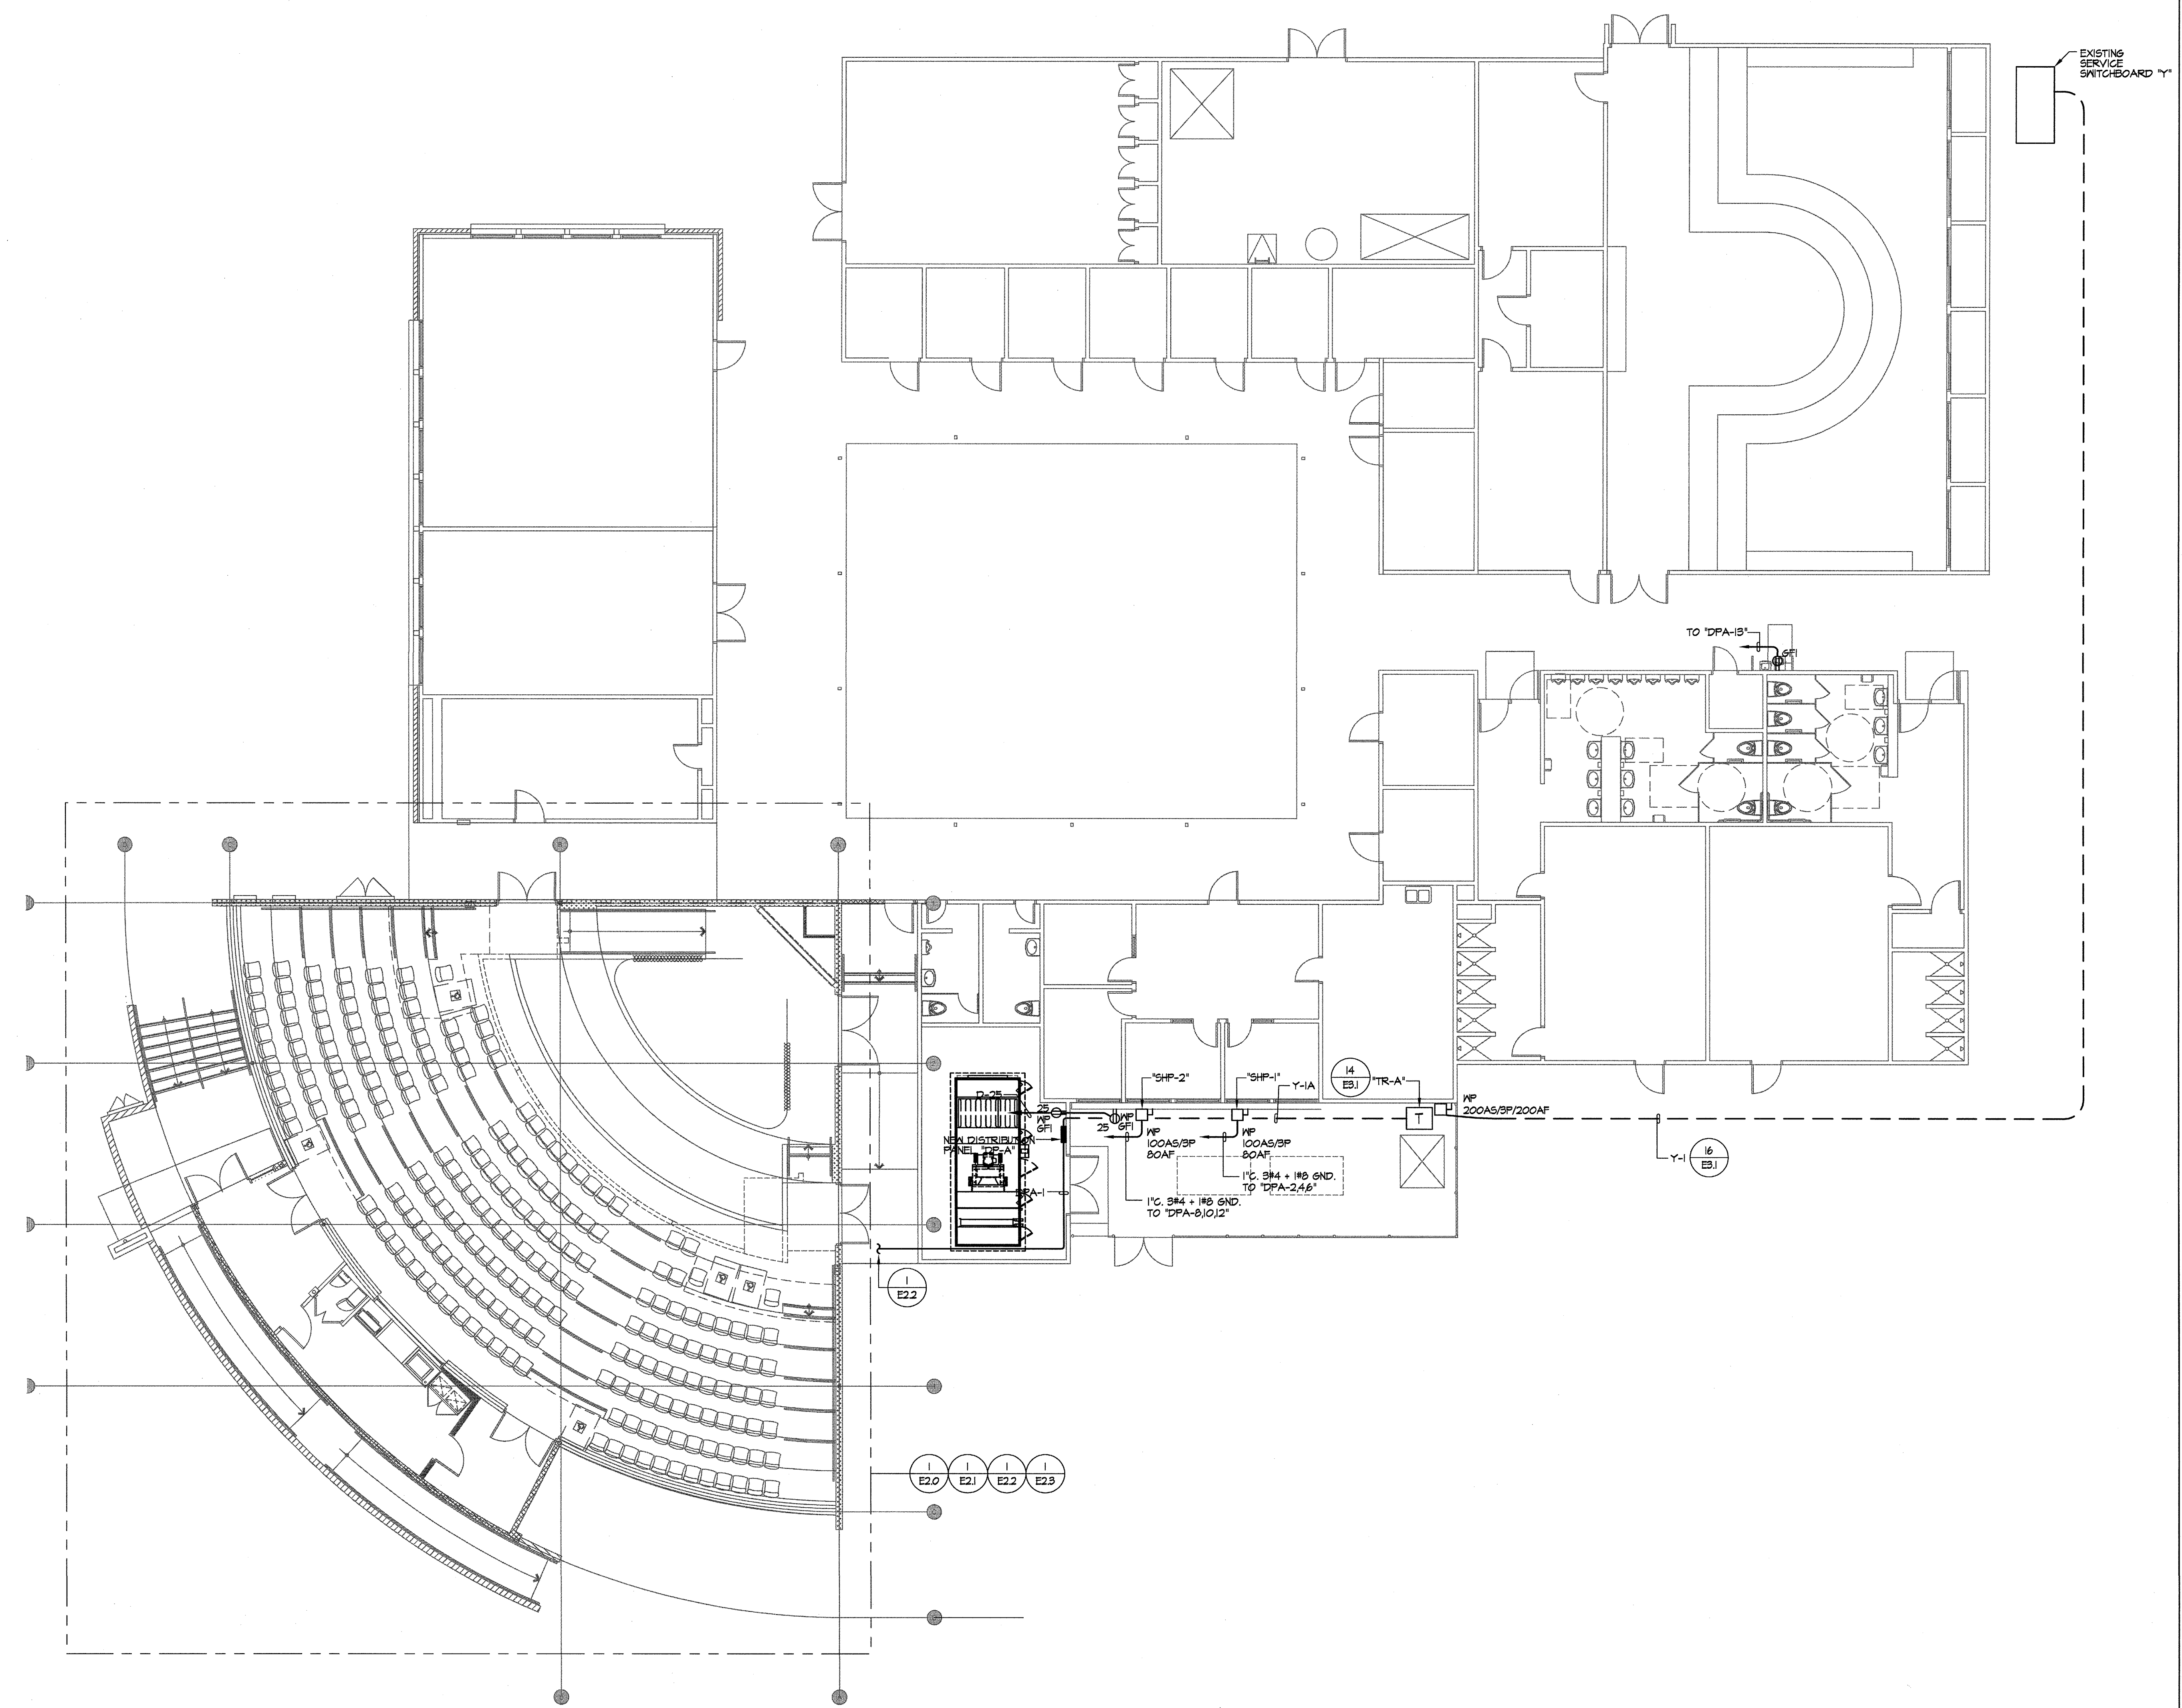 EXISTING
SERVICE
SWITCHBOARD "Y"
TO "DPA-13"
GFI
"SHP-2"
"SHP-1"
Y-1A
14
E3.1
"TR-A"
WP
200AS/3P/200AF
T
25
WP
GFI
WP
GFI
25
NEW DISTRIBUTION
PANEL "DP-A"
WP
100AS/3P
80AF
WP
100AS/3P
80AF
1"C. 3#4 + 1#8 GND.
TO "DPA-2,4,6"
1"C. 3#4 + 1#8 GND.
TO "DPA-8,10,12"
Y-1
16
E3.1
DPA-1
1
E2.2
1
E2.0
1
E2.1
1
E2.2
1
E2.3